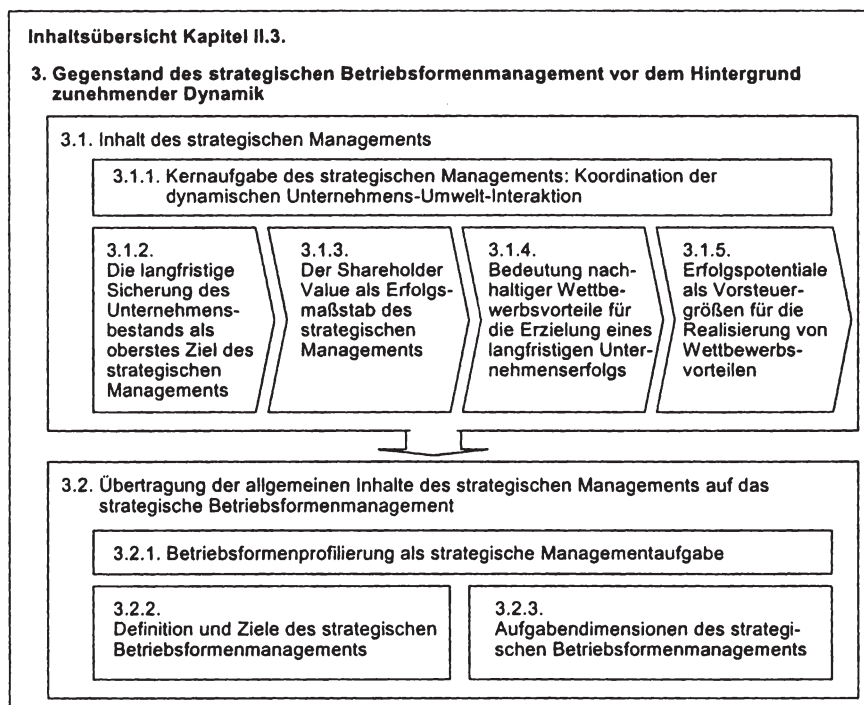 Inhaltsübersicht Kapitel II.3.
3. Gegenstand des strategischen Betriebsformenmanagement vor dem Hintergrund
zunehmender Dynamik
3.1. Inhalt des strategischen Managements
3.1.1. Kernaufgabe des strategischen Managements: Koordination der
dynamischen Unternehmens-Umwelt-Interaktion
3.1.2.
Die langfristige
Sicherung des
Unternehmens-
bestands als
oberstes Ziel des
strategischen
Managements
3.1.3.
Der Shareholder
Value als Erfolgs-
maßstab des
strategischen
Managements
3.1.4.
Bedeutung nach-
haltiger Wettbe-
werbsvorteile für
die Erzielung eines
langfristigen Unter-
nehmenserfolgs
3.1.5.
Erfolgspotentiale
als Vorsteuer-
größen für die
Realisierung von
Wettbewerbs-
vorteilen
3.2. Übertragung der allgemeinen Inhalte des strategischen Managements auf das
strategische Betriebsformenmanagement
3.2.1. Betriebsformenprofilierung als strategische Managementaufgabe
3.2.2.
Definition und Ziele des strategischen
Betriebsformenmanagements
3.2.3.
Aufgabendimensionen des strategi-
schen Betriebsformenmanagements